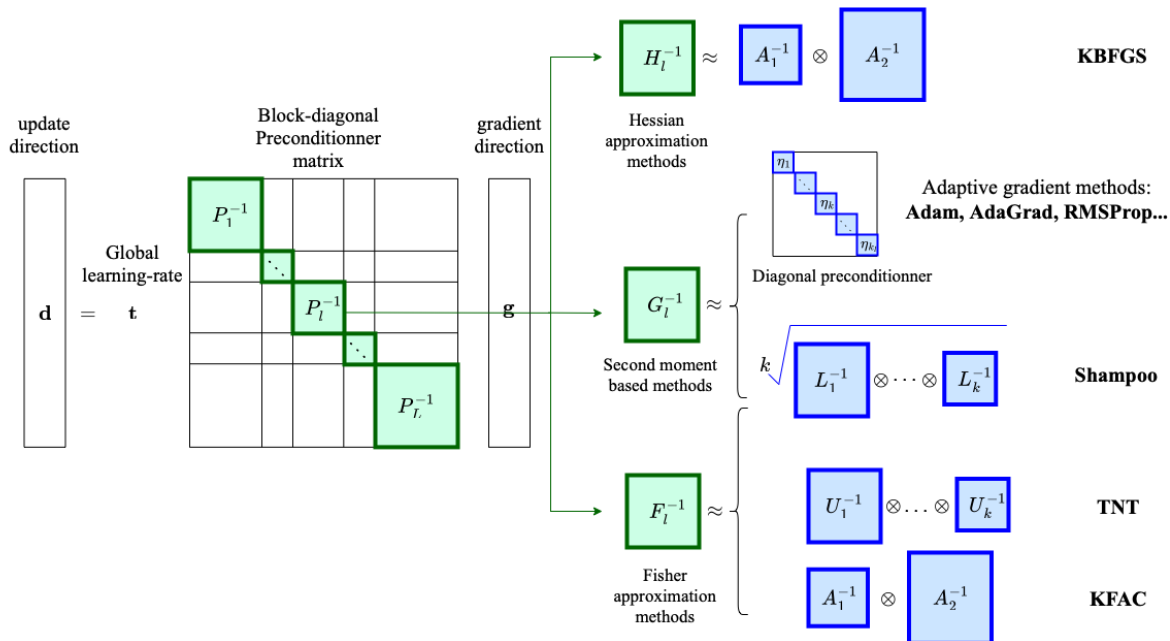 update
direction
d
=
t
Global
learning-rate
Block-diagonal
Preconditionner
matrix
P_1^{-1}
⋱
P_l^{-1}
⋱
P_L^{-1}
gradient
direction
g
H_l^{-1} ≈ A_1^{-1} ⊗ A_2^{-1}
KBFGS
Hessian
approximation
methods
η_1
⋱
η_k
⋱
η_{k_l}
Diagonal preconditionner
Adaptive gradient methods:
Adam, AdaGrad, RMSProp...
G_l^{-1} ≈
Second moment
based methods
k√ L_1^{-1} ⊗ ⋯ ⊗ L_k^{-1}
Shampoo
F_l^{-1} ≈
Fisher
approximation
methods
U_1^{-1} ⊗ … ⊗ U_k^{-1}
TNT
A_1^{-1} ⊗ A_2^{-1}
KFAC